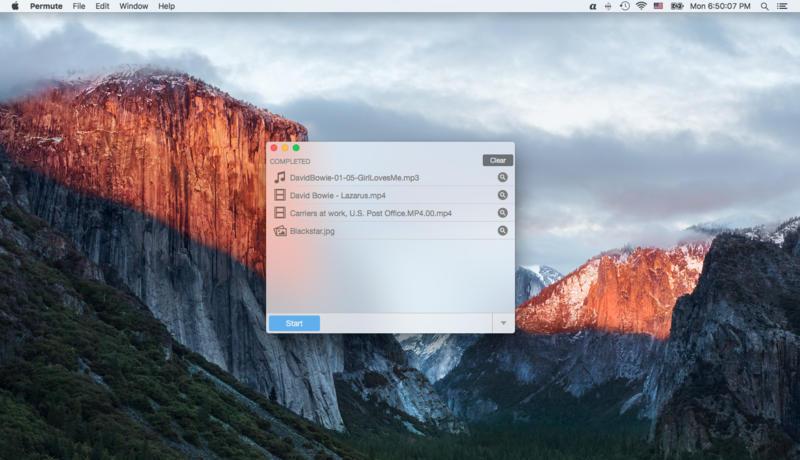 Permute File Edit Window Help Mon 6:50:07 PM
COMPLETED Clear
DavidBowie-01-05-GirlLovesMe.mp3
David Bowie - Lazarus.mp4
Carriers at work, U.S. Post Office.MP4.00.mp4
Blackstar.jpg
Start